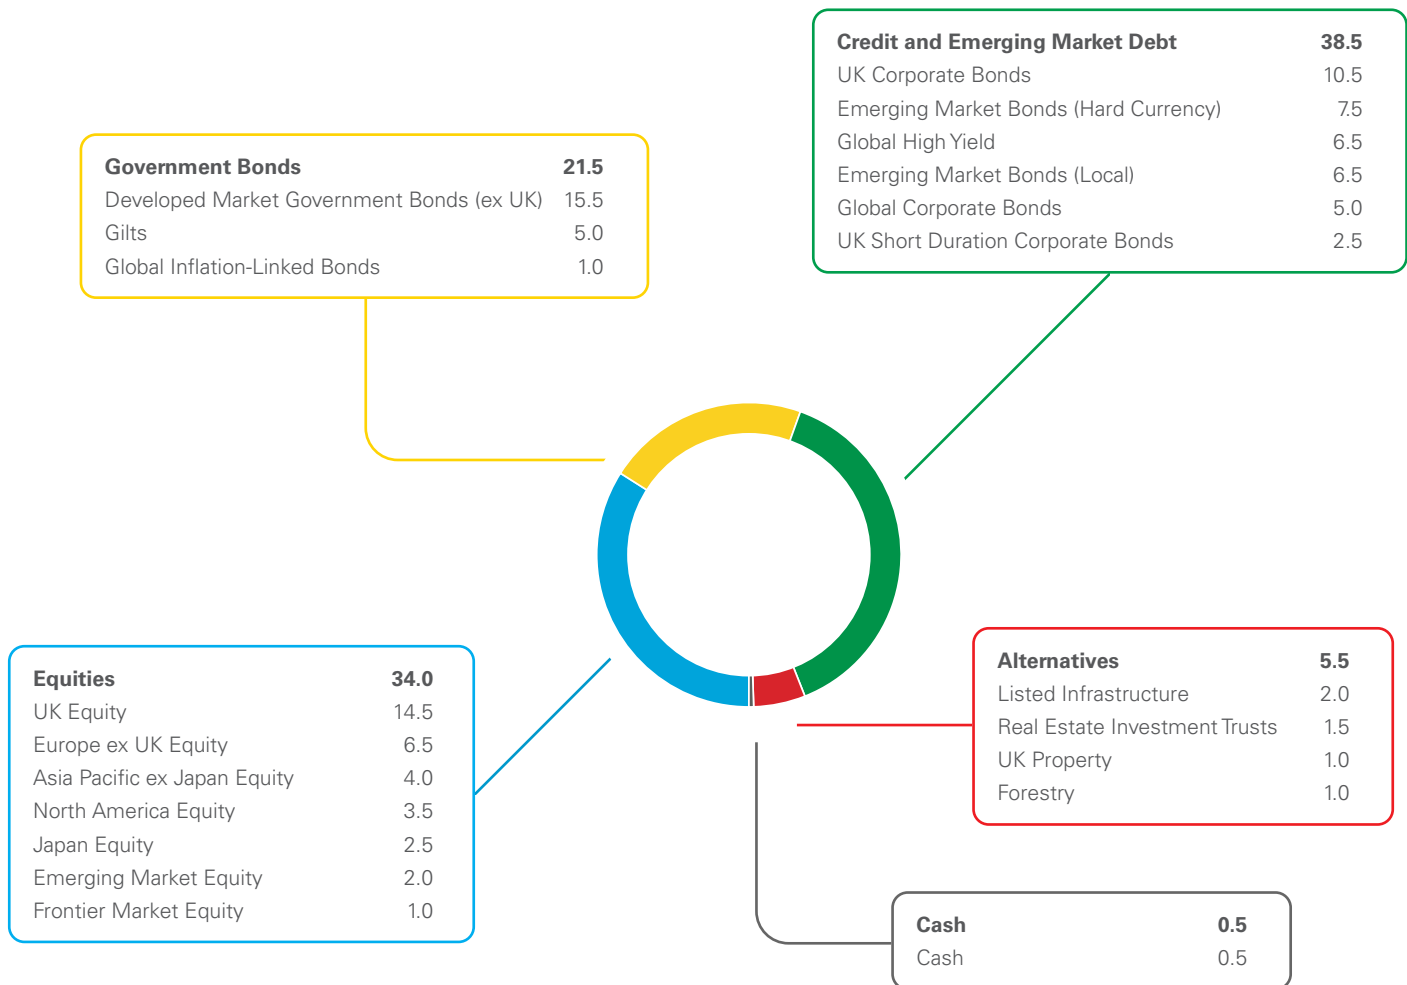 Credit and Emerging Market Debt 38.5
UK Corporate Bonds 10.5
Emerging Market Bonds (Hard Currency) 7.5
Global High Yield 6.5
Emerging Market Bonds (Local) 6.5
Global Corporate Bonds 5.0
UK Short Duration Corporate Bonds 2.5
Government Bonds 21.5
Developed Market Government Bonds (ex UK) 15.5
Gilts 5.0
Global Inflation-Linked Bonds 1.0
Equities 34.0
UK Equity 14.5
Europe ex UK Equity 6.5
Asia Pacific ex Japan Equity 4.0
North America Equity 3.5
Japan Equity 2.5
Emerging Market Equity 2.0
Frontier Market Equity 1.0
Alternatives 5.5
Listed Infrastructure 2.0
Real Estate Investment Trusts 1.5
UK Property 1.0
Forestry 1.0
Cash 0.5
Cash 0.5